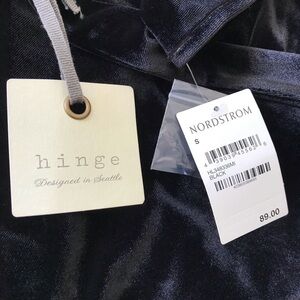 hinge
Designed in Seattle
NORDSTROM
S
BLACK
89.00